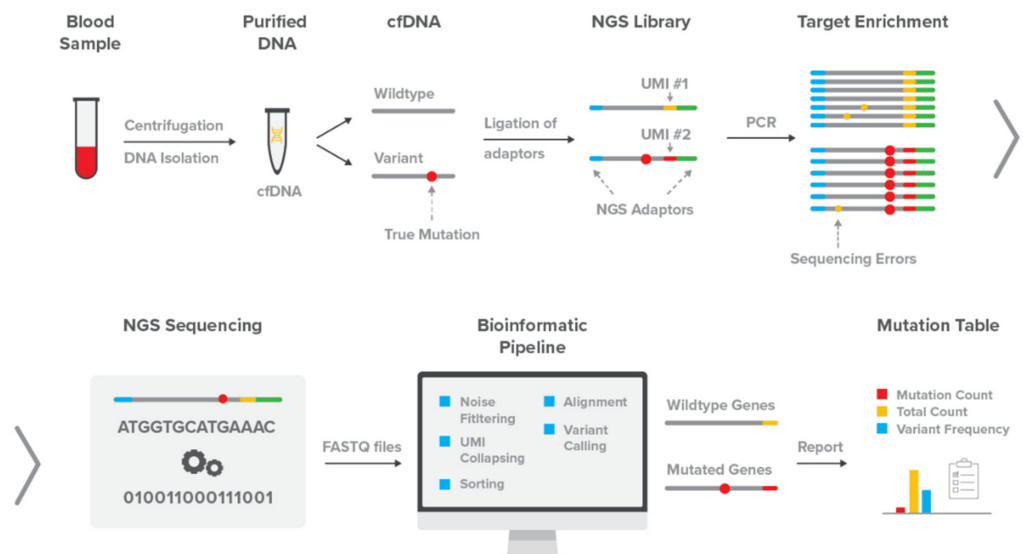 Blood
Sample
Purified
DNA
cfDNA
NGS Library
Target Enrichment
Centrifugation
DNA Isolation
cfDNA
Wildtype
Variant
True Mutation
Ligation of
adaptors
UMI #1
UMI #2
NGS Adaptors
PCR
Sequencing Errors
NGS Sequencing
ATGGTGCATGAAAC
010011000111001
FASTQ files
Bioinformatic
Pipeline
Noise
Fitltering
UMI
Collapsing
Sorting
Alignment
Variant
Calling
Wildtype Genes
Mutated Genes
Report
Mutation Table
Mutation Count
Total Count
Variant Frequency